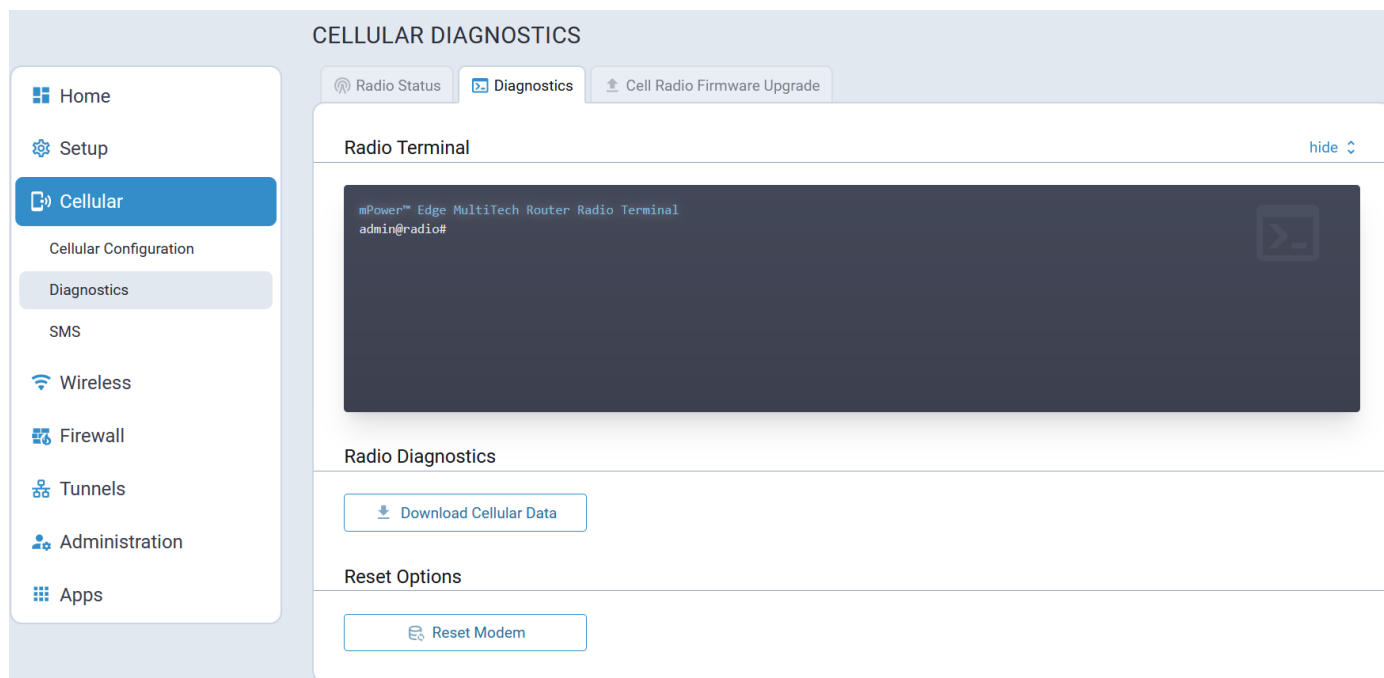 CELLULAR DIAGNOSTICS
Home
Setup
Cellular
Cellular Configuration
Diagnostics
SMS
Wireless
Firewall
Tunnels
Administration
Apps
Radio Status
Diagnostics
Cell Radio Firmware Upgrade
Radio Terminal
hide
mPower™ Edge MultiTech Router Radio Terminal
admin@radio#
Radio Diagnostics
Download Cellular Data
Reset Options
Reset Modem